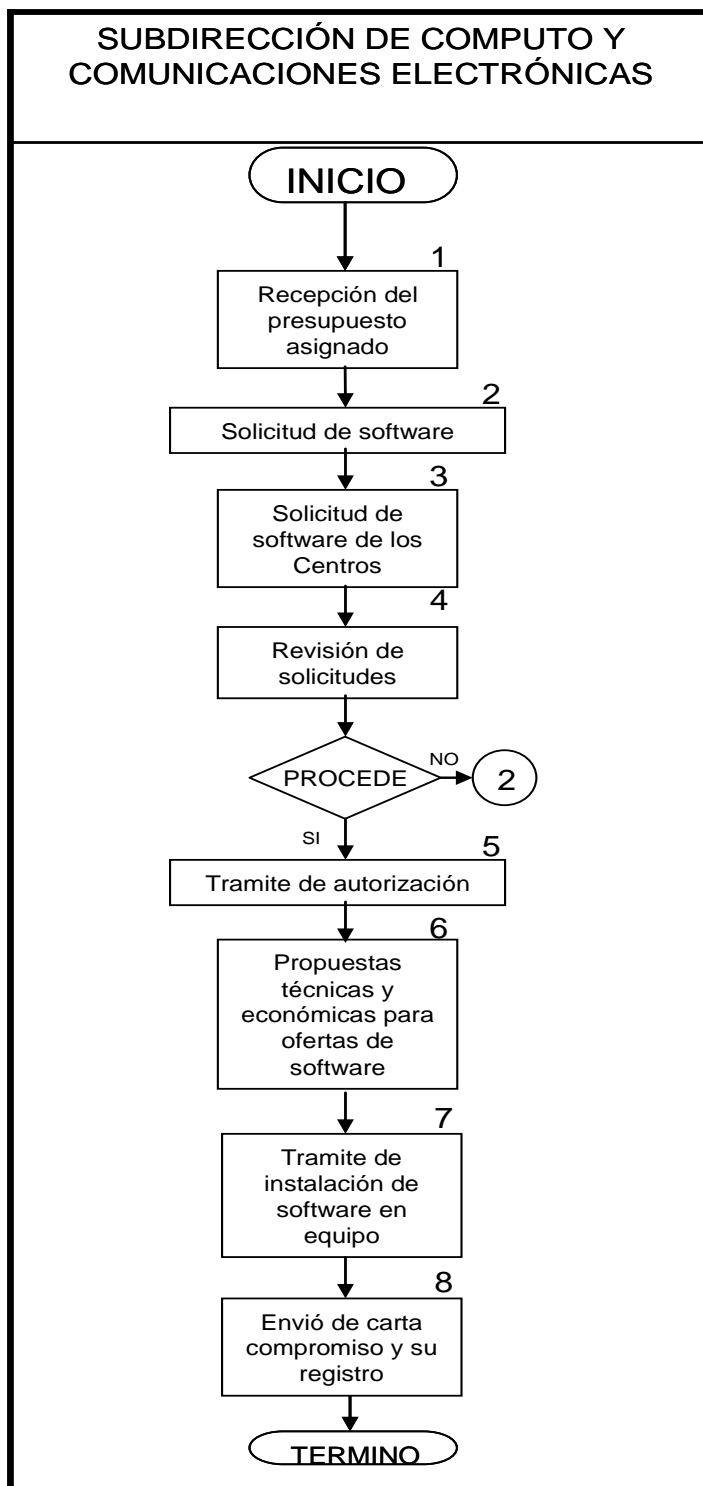 SUBDIRECCIÓN DE COMPUTO Y
COMUNICACIONES ELECTRÓNICAS
INICIO
1
Recepción del
presupuesto
asignado
2
Solicitud de software
3
Solicitud de
software de los
Centros
4
Revisión de
solicitudes
PROCEDE
NO
2
SI
5
Tramite de autorización
6
Propuestas
técnicas y
económicas para
ofertas de
software
7
Tramite de
instalación de
software en
equipo
8
Envió de carta
compromiso y su
registro
TERMINO